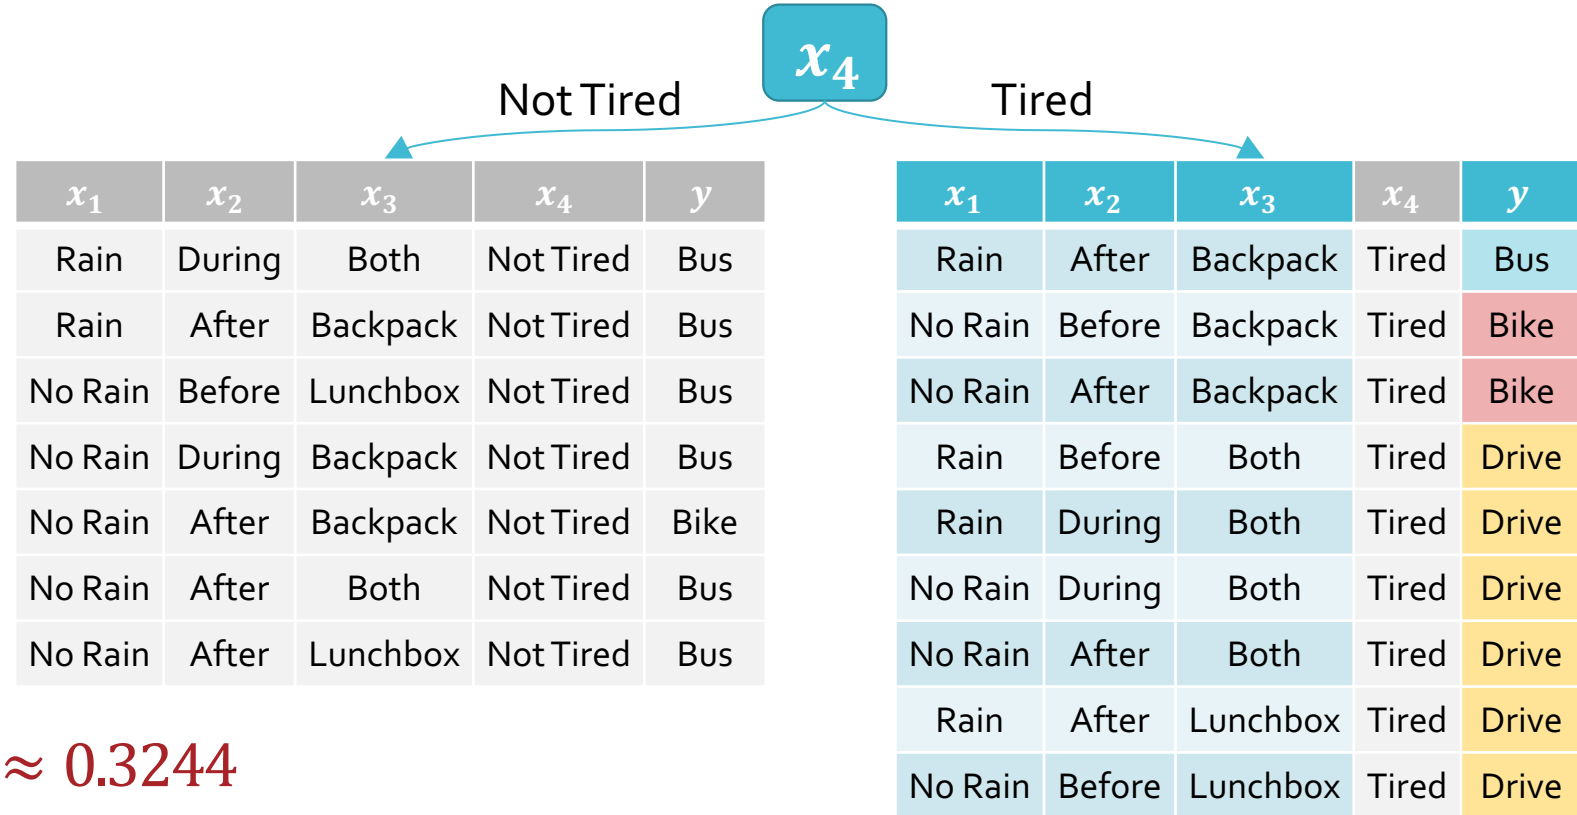 x₄
Not Tired
Tired
x₁ x₂ x₃ x₄ y
Rain During Both Not Tired Bus
Rain After Backpack Not Tired Bus
No Rain Before Lunchbox Not Tired Bus
No Rain During Backpack Not Tired Bus
No Rain After Backpack Not Tired Bike
No Rain After Both Not Tired Bus
No Rain After Lunchbox Not Tired Bus
≈ 0.3244
x₁ x₂ x₃ x₄ y
Rain After Backpack Tired Bus
No Rain Before Backpack Tired Bike
No Rain After Backpack Tired Bike
Rain Before Both Tired Drive
Rain During Both Tired Drive
No Rain During Both Tired Drive
No Rain After Both Tired Drive
Rain After Lunchbox Tired Drive
No Rain Before Lunchbox Tired Drive